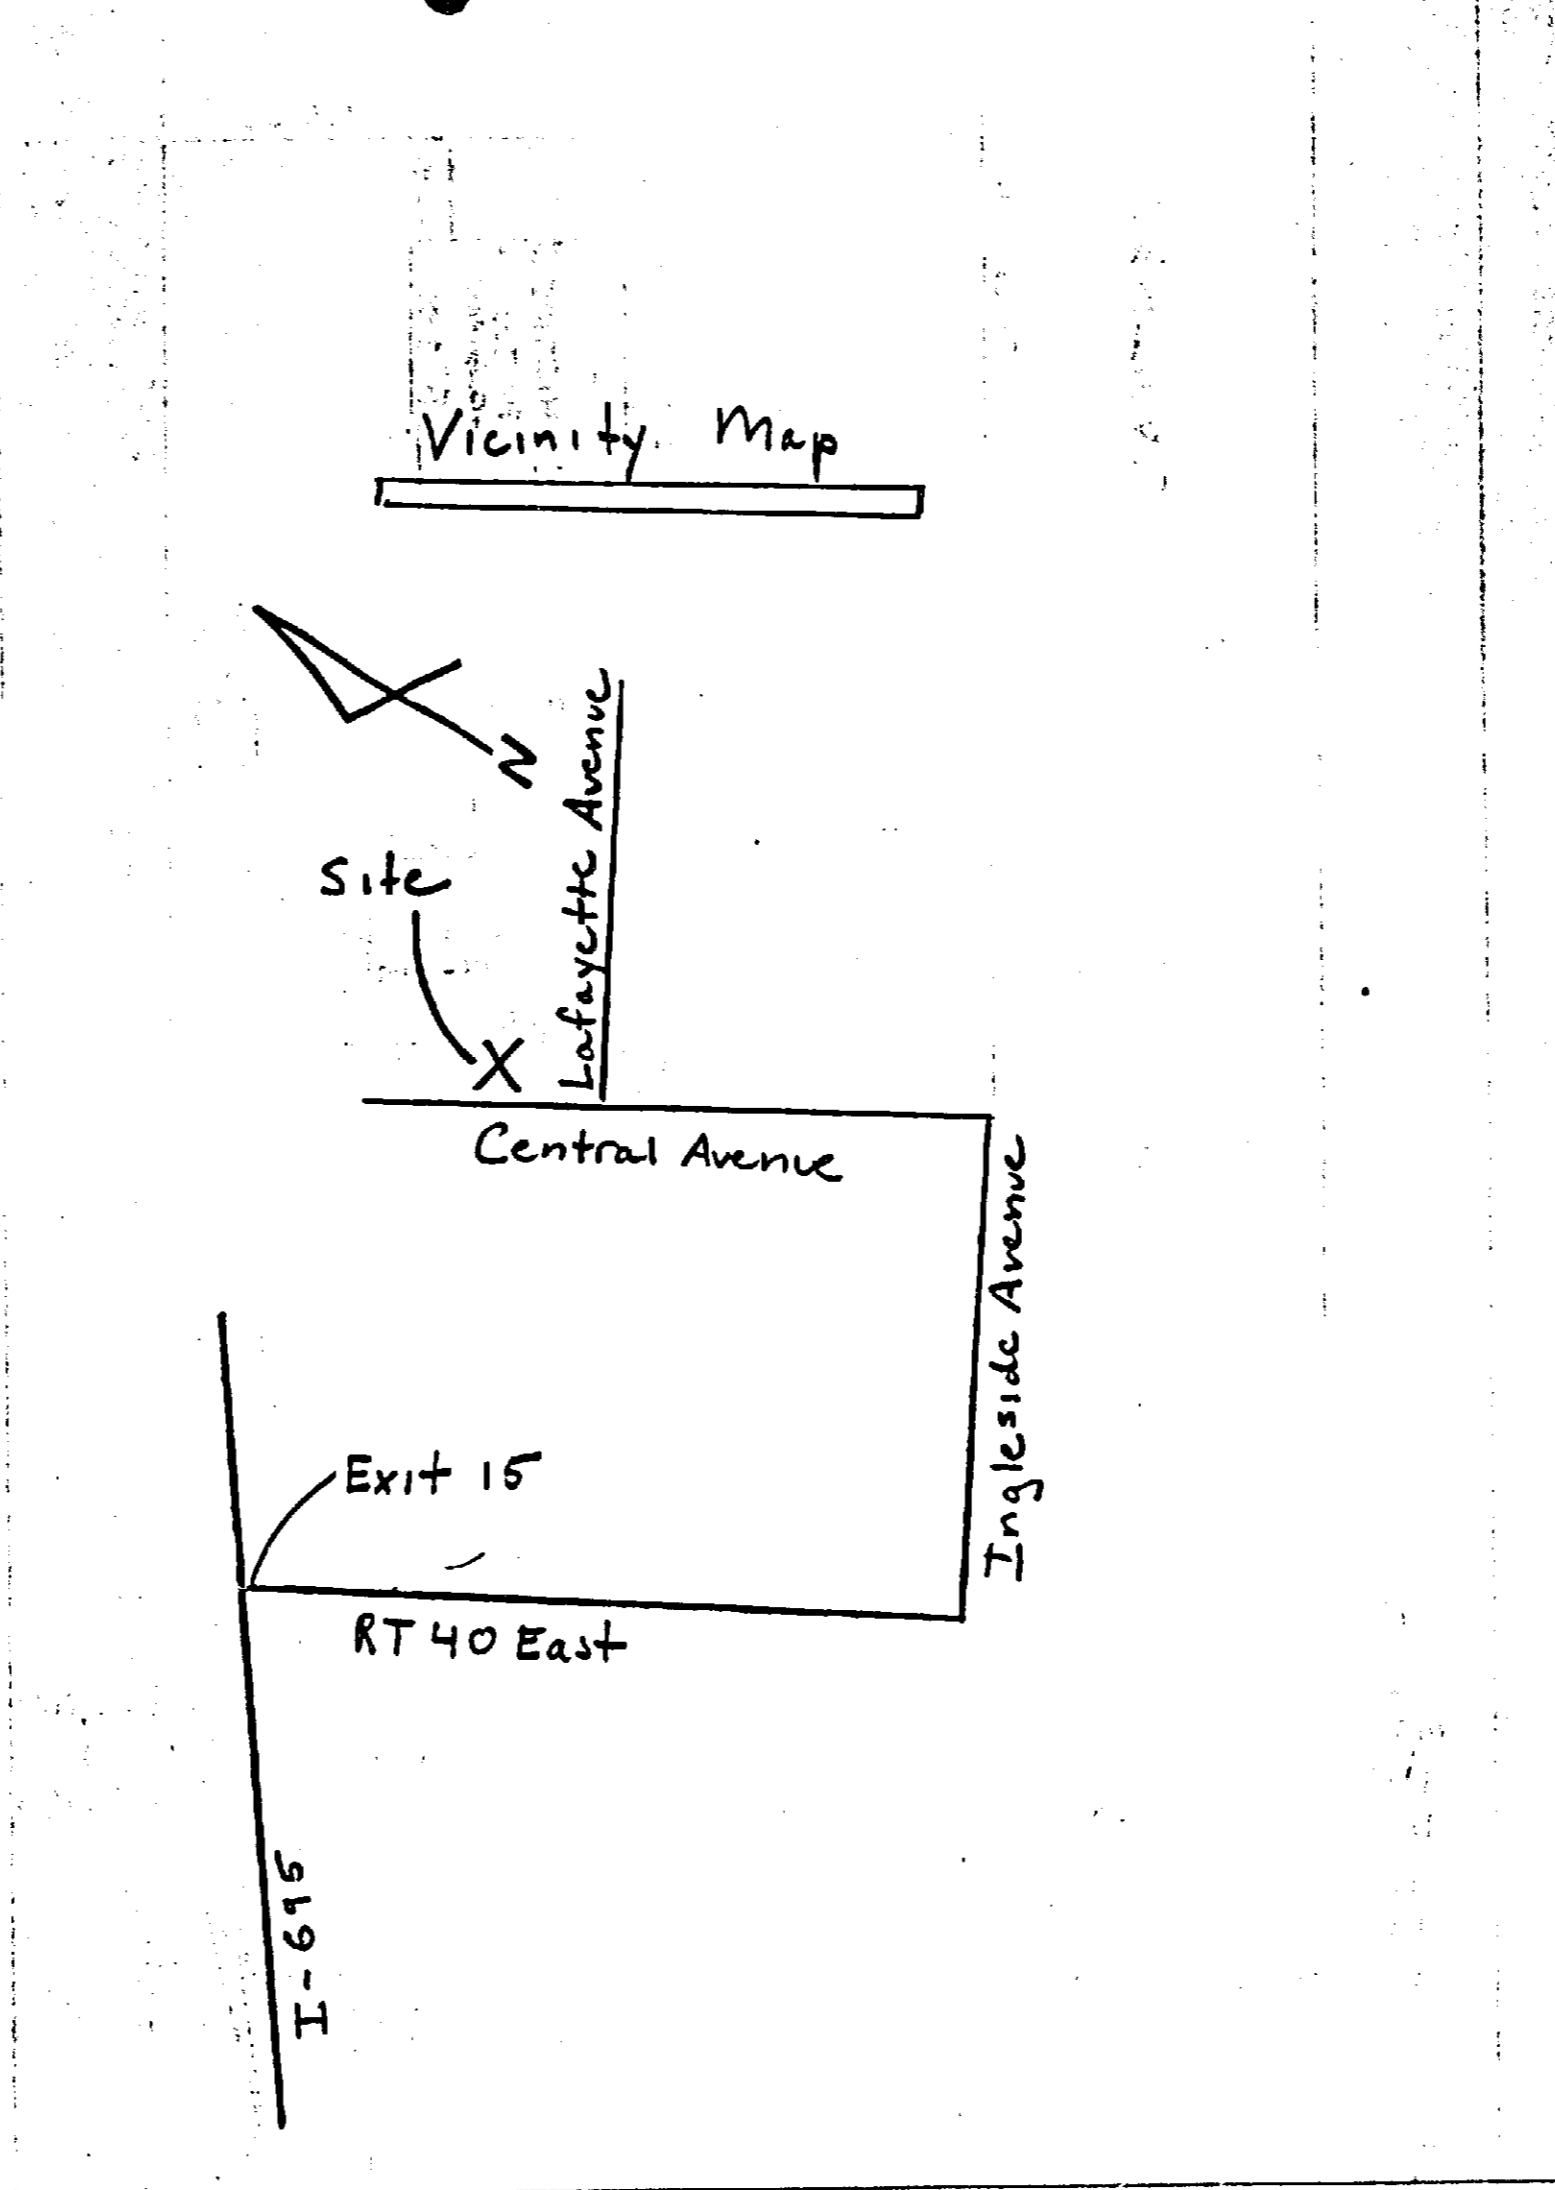 Vicinity Map
N
Lafayette Avenue
Site
X
Central Avenue
Ingleside Avenue
Exit 15
RT 40 East
I-695